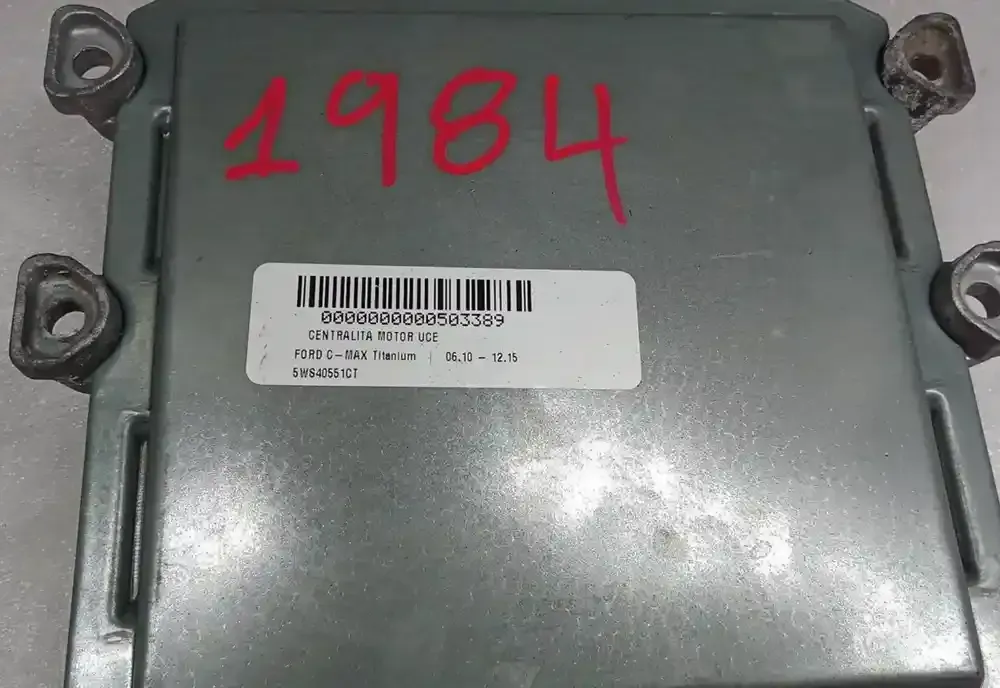 1984
0000000000503389
CENTRALITA MOTOR UCE
FORD C-MAX Titanium | 06.10 - 12.15
5WS40551CT